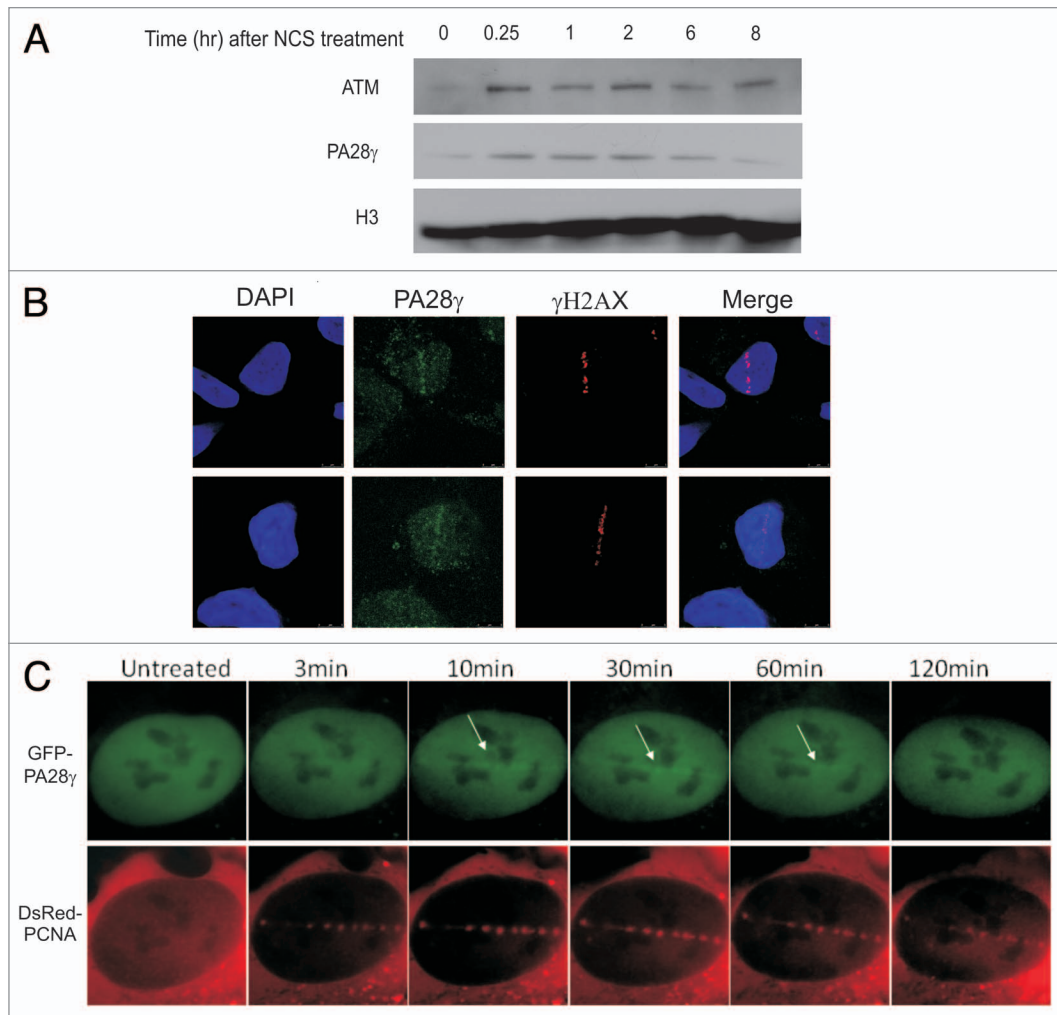 A
Time (hr) after NCS treatment 0 0.25 1 2 6 8
ATM
PA28γ
H3
B
DAPI PA28γ γH2AX Merge
C
Untreated 3min 10min 30min 60min 120min
GFP-
PA28γ
DsRed-
PCNA